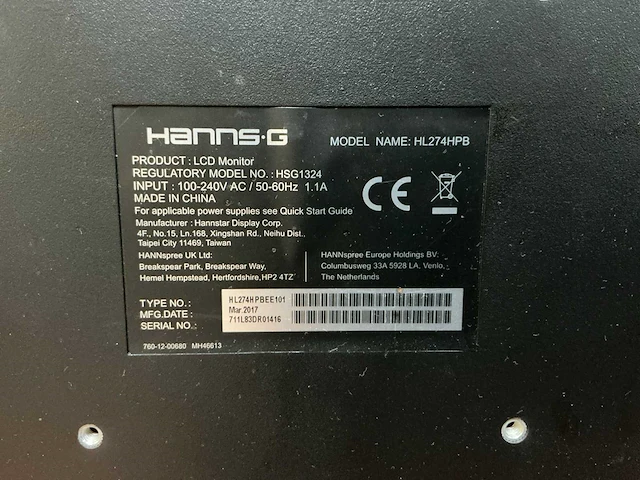 HANNS·G
MODEL NAME: HL274HPB
PRODUCT : LCD Monitor
REGULATORY MODEL NO. : HSG1324
INPUT : 100-240V AC / 50-60Hz 1.1A
MADE IN CHINA
CE
For applicable power supplies see Quick Start Guide
Manufacturer : Hannstar Display Corp.
4F., No.15, Ln.168, Xingshan Rd., Neihu Dist.,
Taipei City 11469, Taiwan
HANNspree UK Ltd:
Breakspear Park, Breakspear Way,
Hemel Hempstead, Hertfordshire,HP2 4TZ
HANNspree Europe Holdings BV.
Columbusweg 33A 5928 LA, Venlo,
The Netherlands
TYPE NO.: HL274HPBEE101
MFG.DATE : Mar.2017
SERIAL NO.: 711L83DR01416
760-12-00680 MH46613